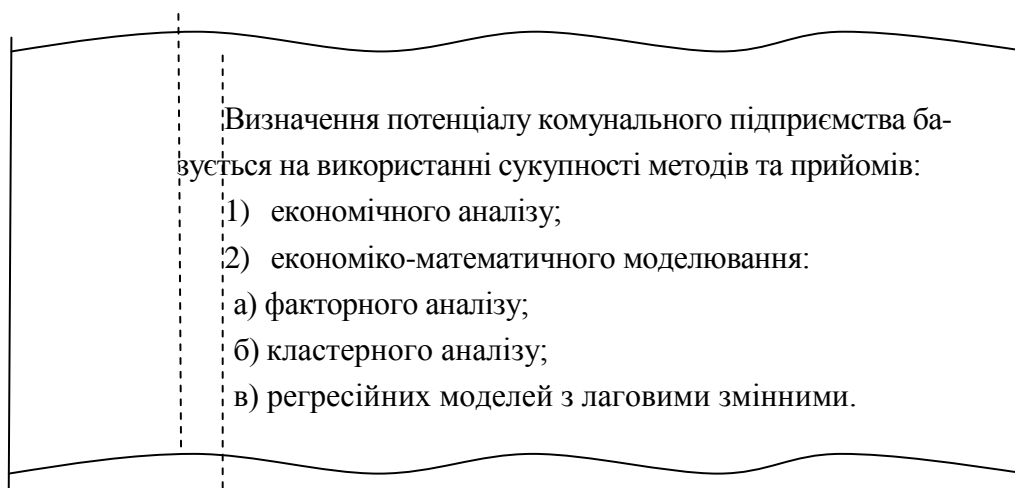 Визначення потенціалу комунального підприємства ба-
зується на використанні сукупності методів та прийомів:
1) економічного аналізу;
2) економіко-математичного моделювання:
а) факторного аналізу;
б) кластерного аналізу;
в) регресійних моделей з лаговими змінними.